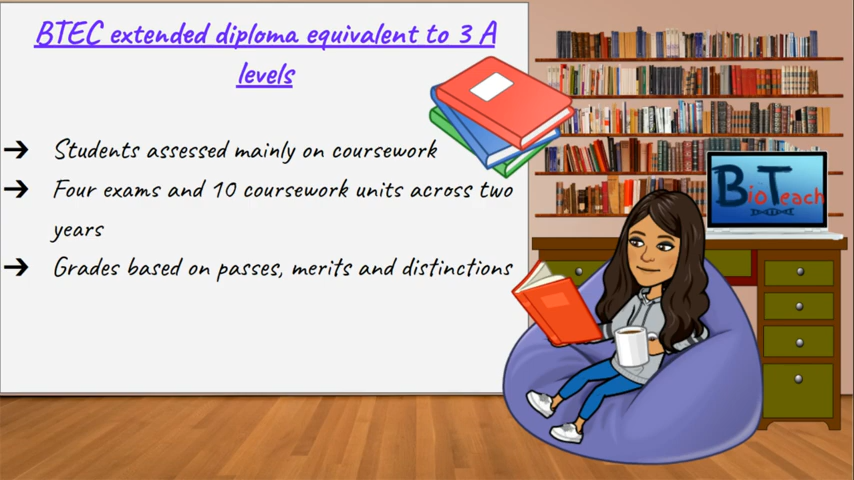 BTEC extended diploma equivalent to 3 A
levels
➔ Students assessed mainly on coursework
➔ Four exams and 10 coursework units across two
years
➔ Grades based on passes, merits and distinctions
BioTeach